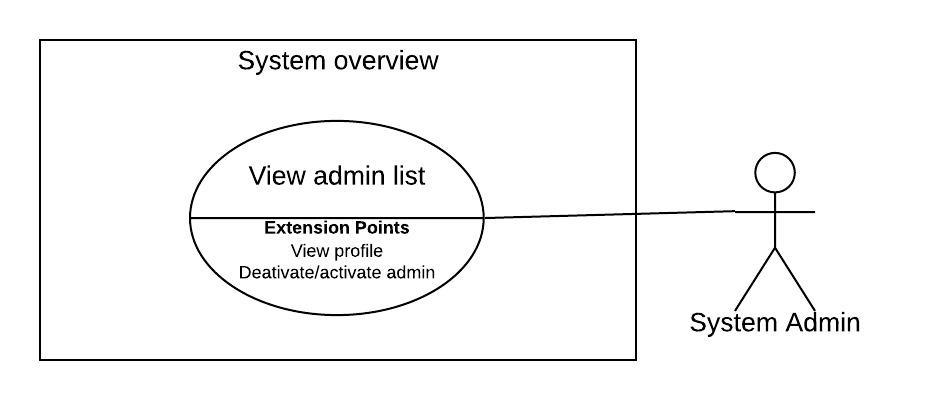 System overview
View admin list
Extension Points
View profile
Deativate/activate admin
System Admin